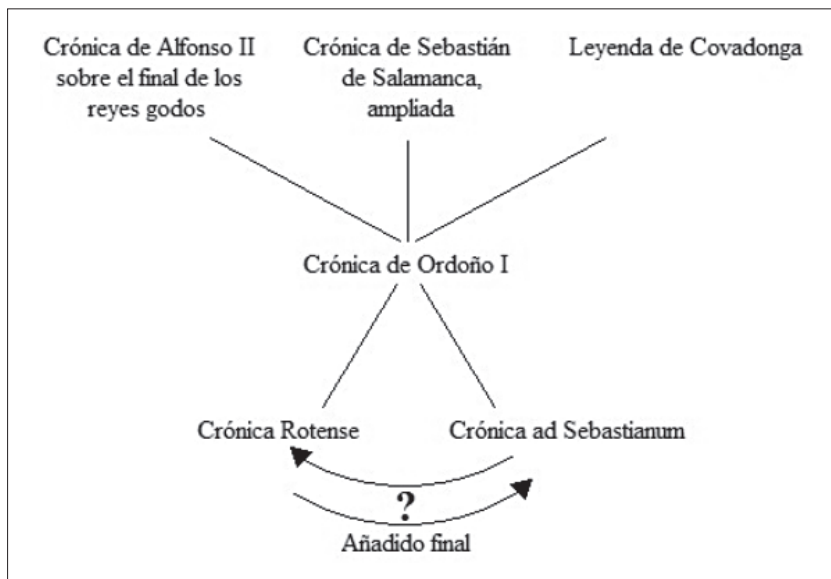 Crónica de Alfonso II
sobre el final de los
reyes godos
Crónica de Sebastián
de Salamanca,
ampliada
Leyenda de Covadonga
Crónica de Ordoño I
Crónica Rotense
Crónica ad Sebastianum
?
Añadido final